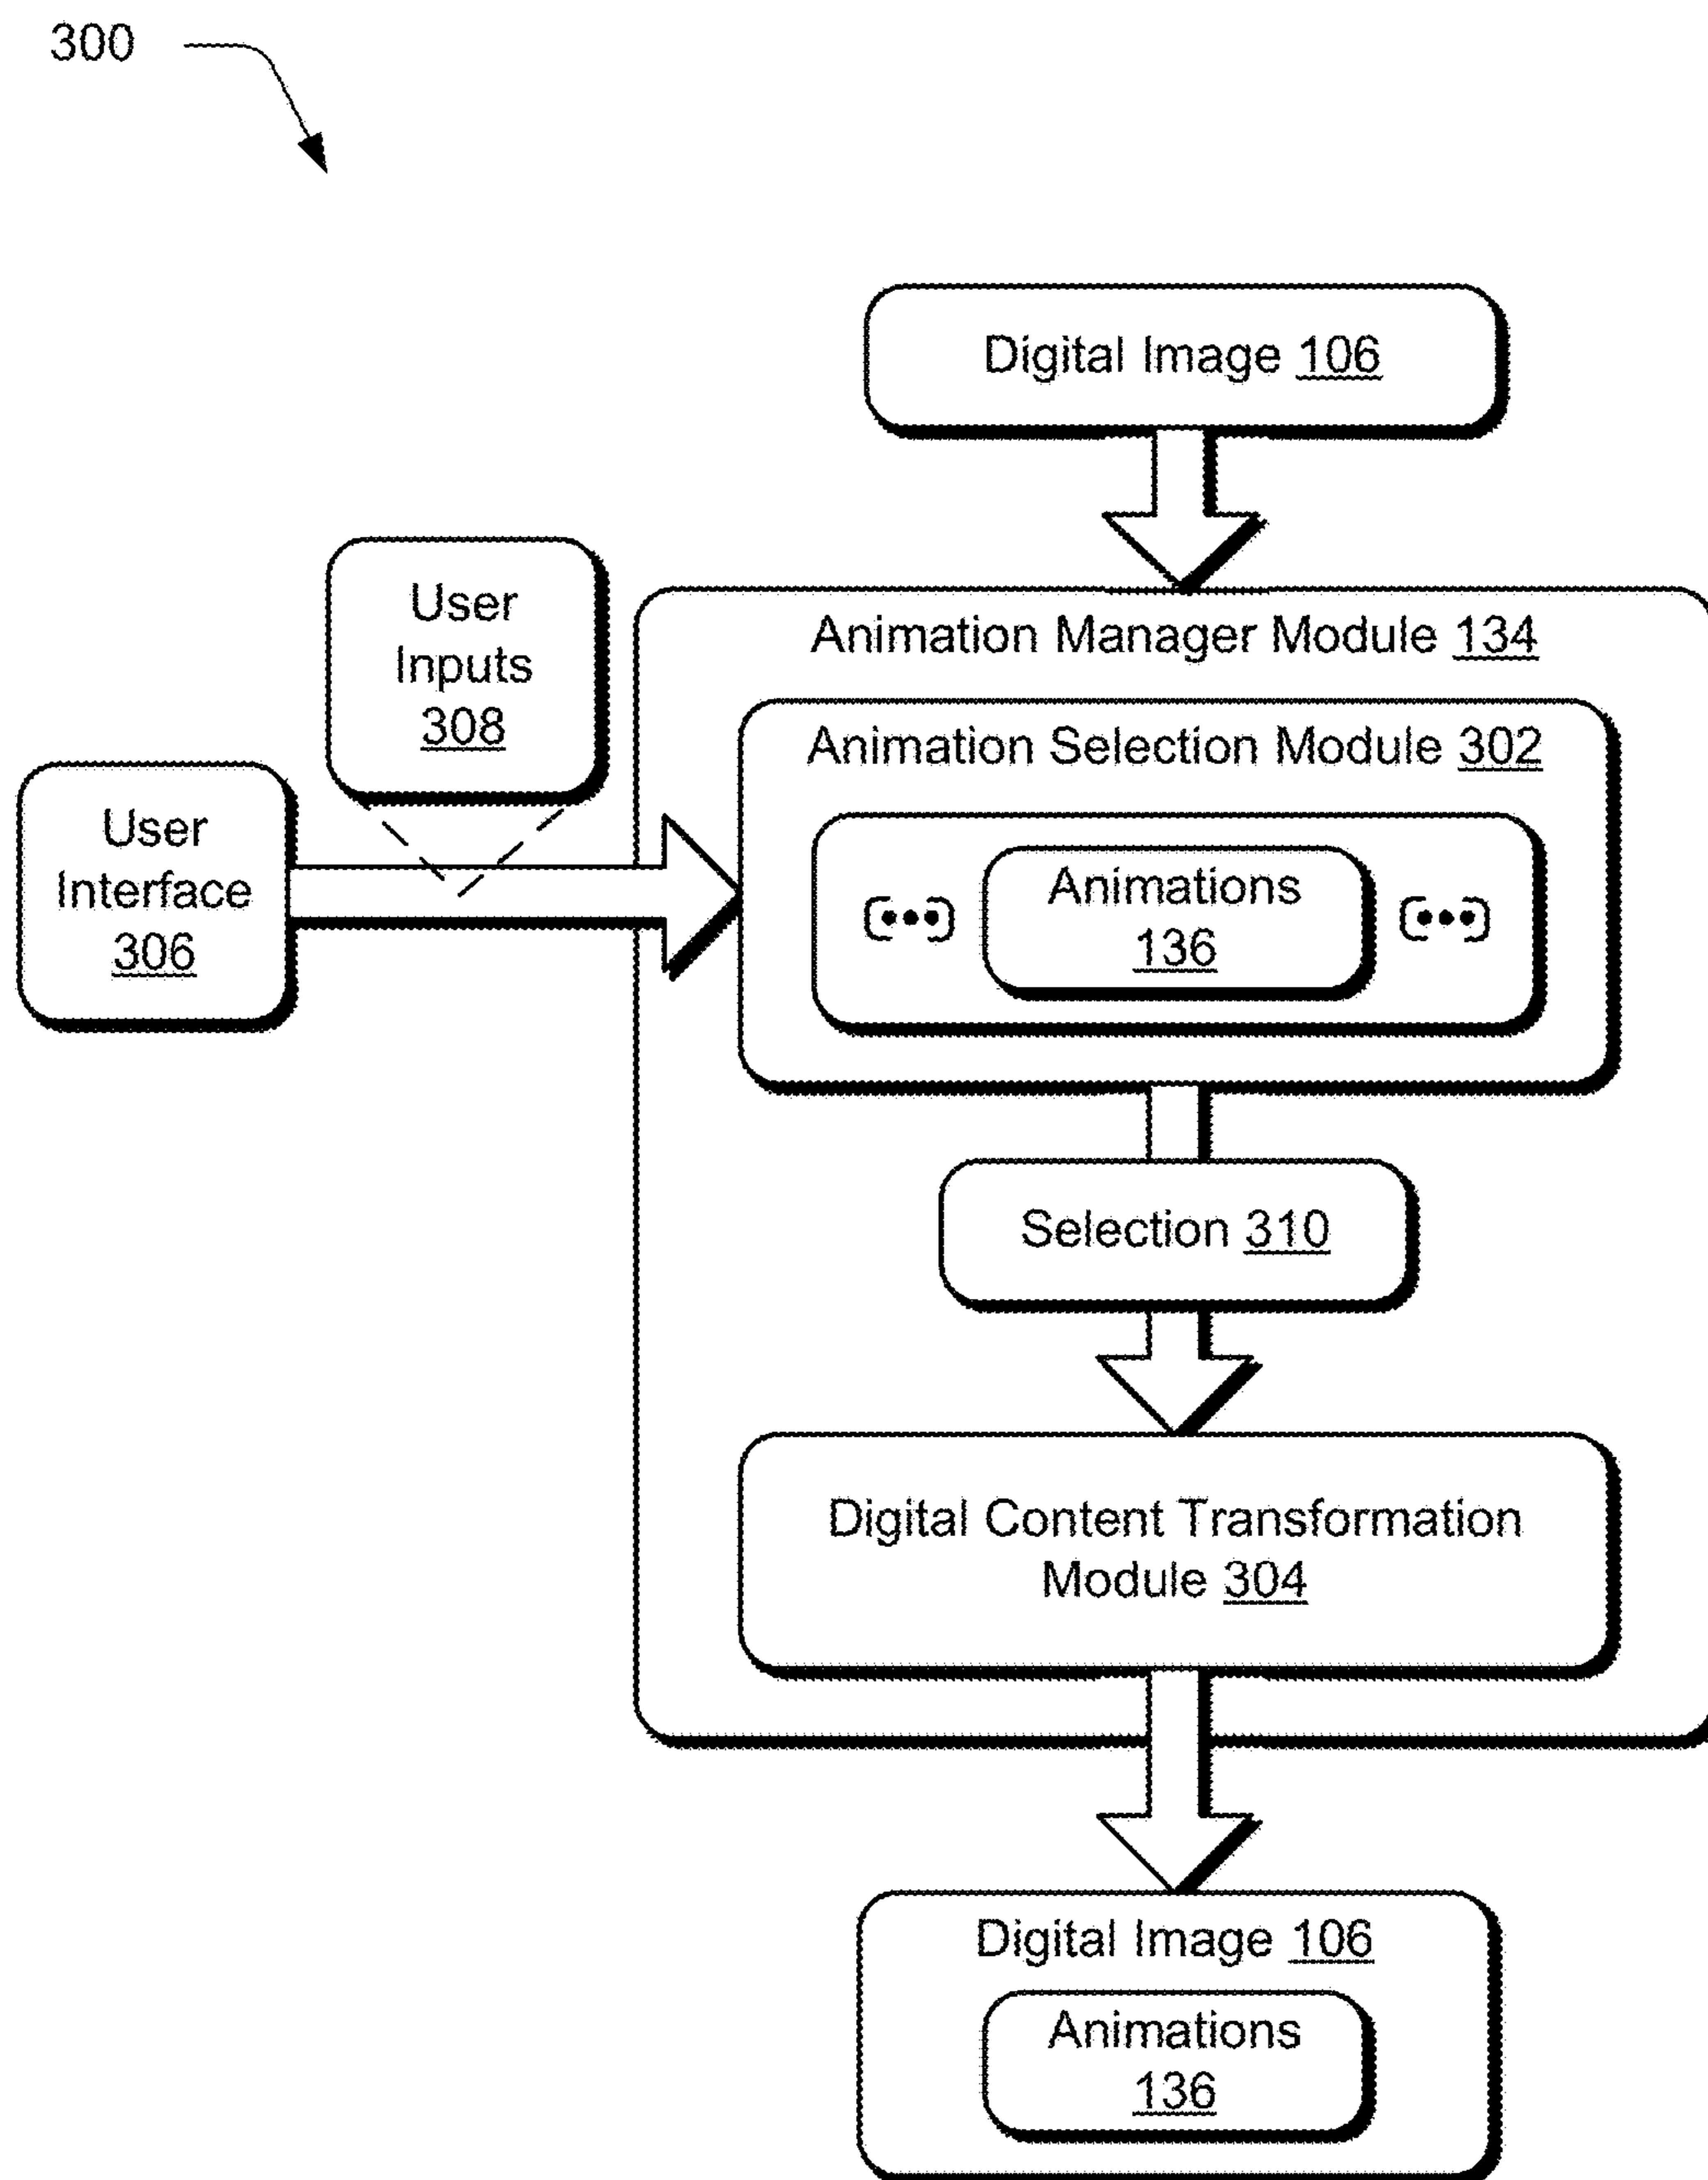 300
Digital Image 106
User
Inputs
308
Animation Manager Module 134
Animation Selection Module 302
User
Interface
306
Animations
136
Selection 310
Digital Content Transformation
Module 304
Digital Image 106
Animations
136